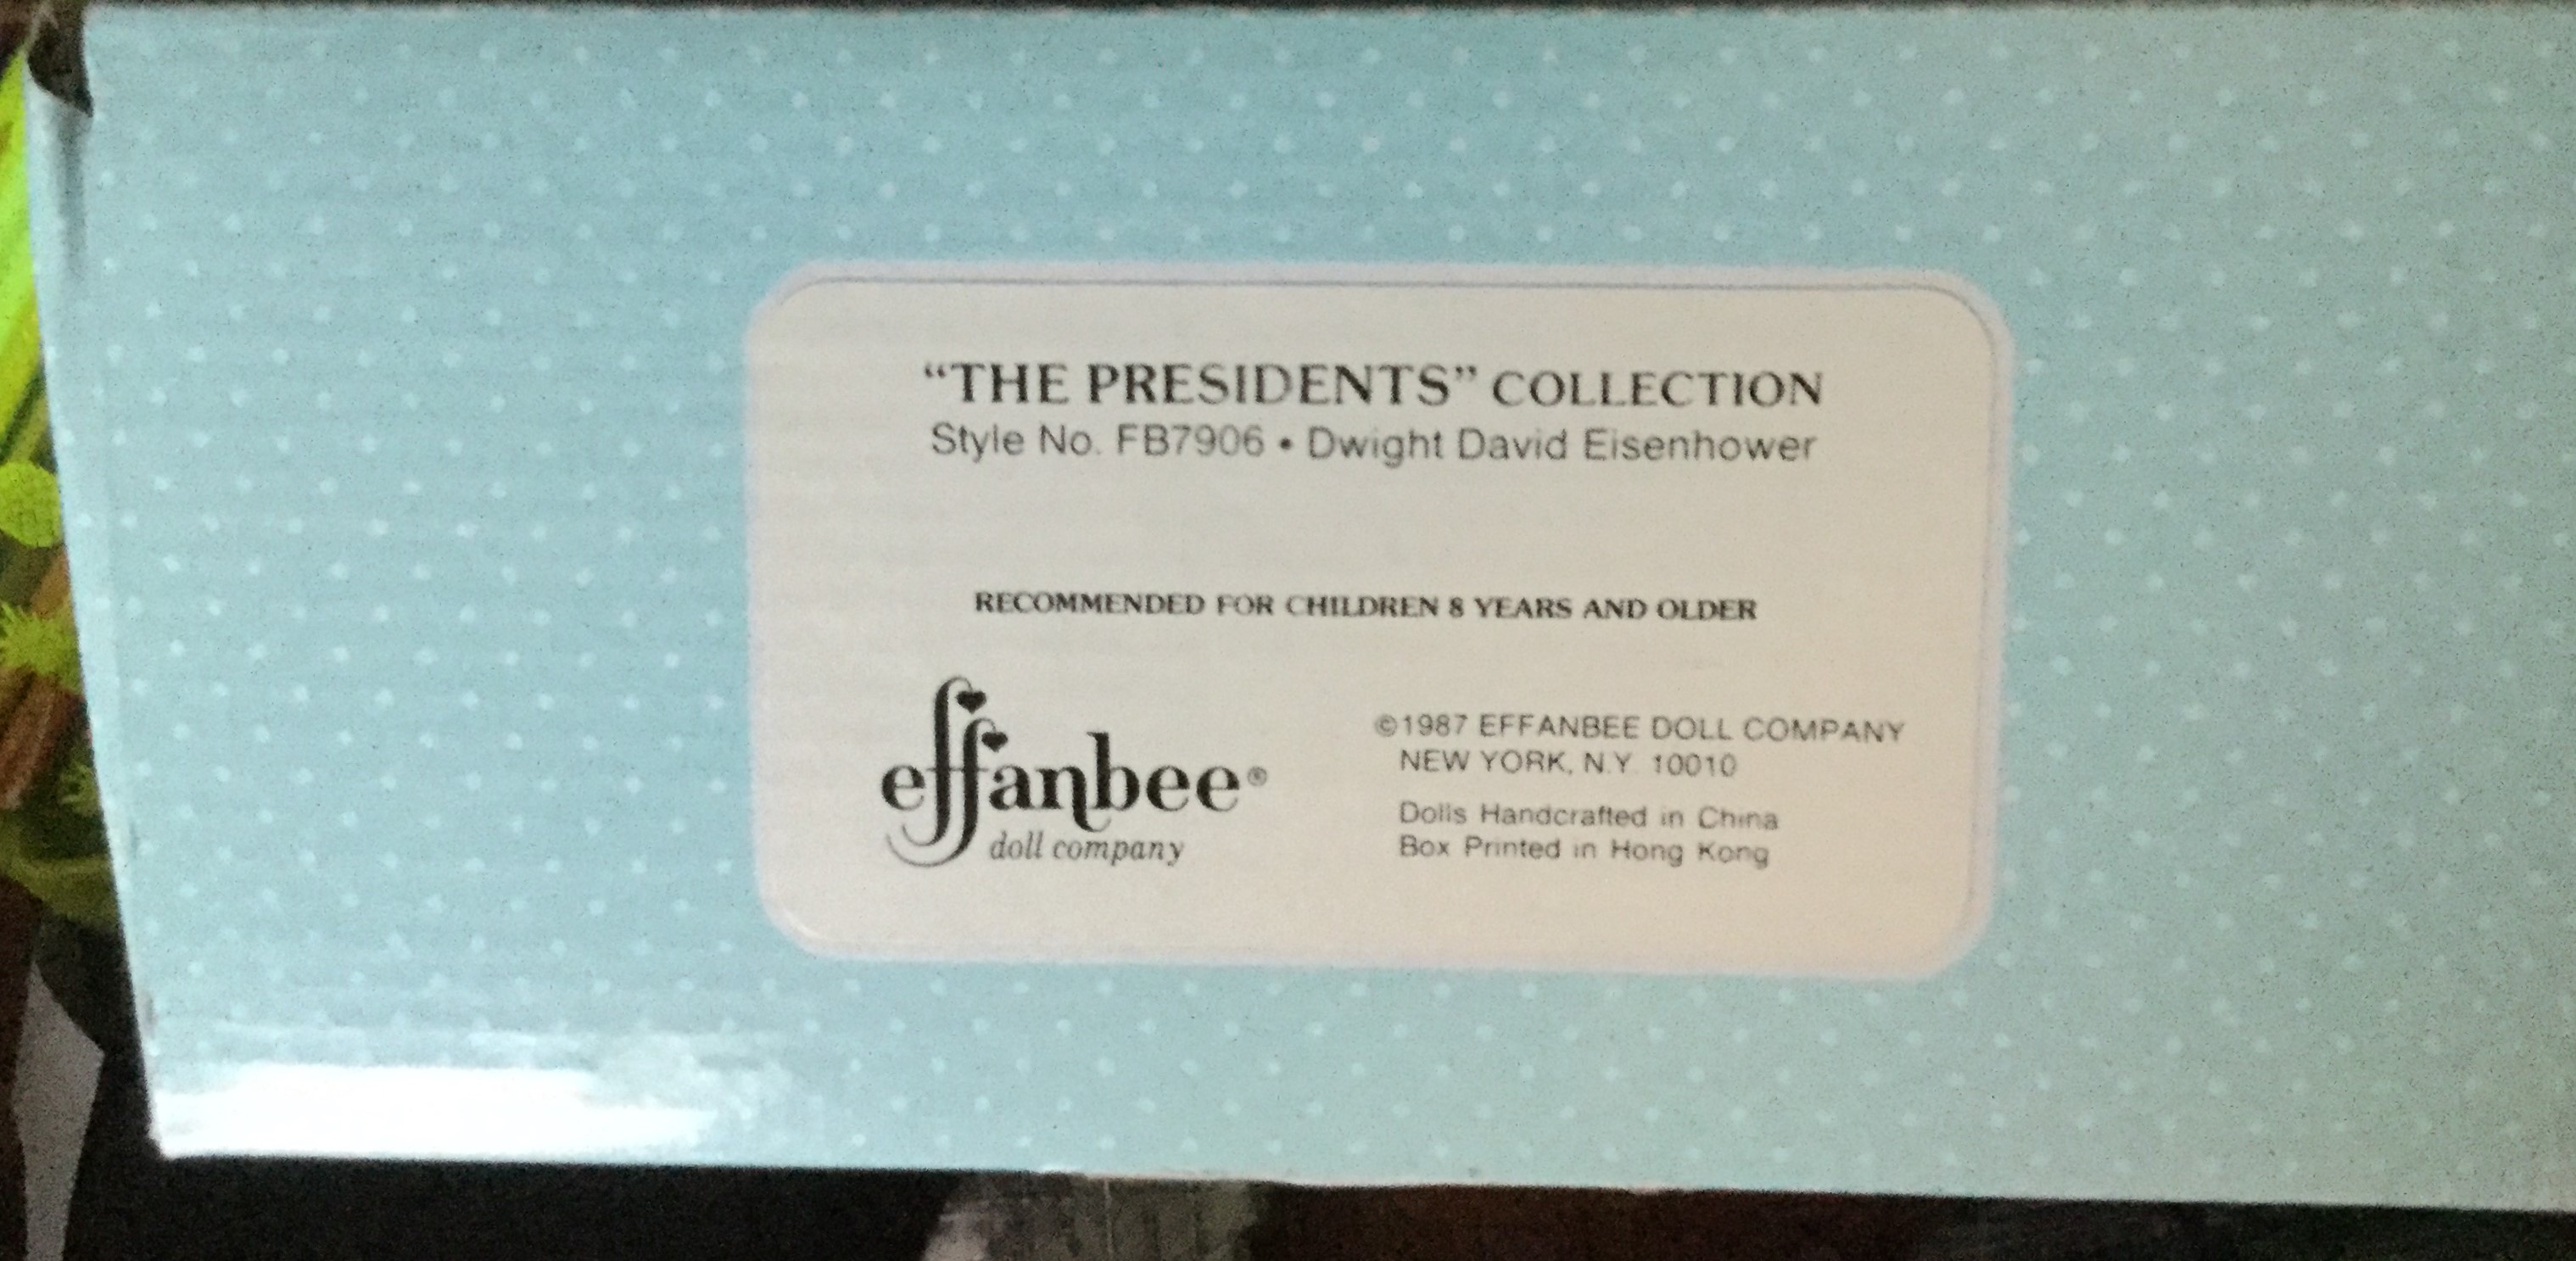 “THE PRESIDENTS” COLLECTION
Style No. FB7906 • Dwight David Eisenhower
RECOMMENDED FOR CHILDREN 8 YEARS AND OLDER
effanbee®
doll company
©1987 EFFANBEE DOLL COMPANY
NEW YORK, N.Y. 10010
Dolls Handcrafted in China
Box Printed in Hong Kong